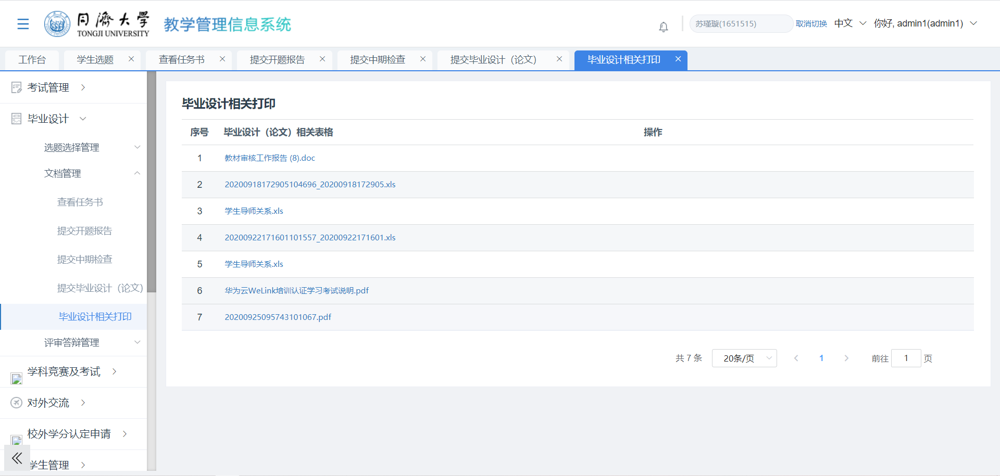 同濟大學
TONGJI UNIVERSITY
教学管理信息系统
苏瑾璇(1651515)
取消切换
中文
你好, admin1(admin1)
工作台
学生选题
查看任务书
提交开题报告
提交中期检查
提交毕业设计（论文）
毕业设计相关打印
考试管理
毕业设计
选题选择管理
文档管理
查看任务书
提交开题报告
提交中期检查
提交毕业设计（论文）
毕业设计相关打印
评审答辩管理
学科竞赛及考试
对外交流
校外学分认定申请
学生管理
毕业设计相关打印
序号 毕业设计（论文）相关表格 操作
1 教材审核工作报告 (8).doc
2 20200918172905104696_20200918172905.xls
3 学生导师关系.xls
4 20200922171601101557_20200922171601.xls
5 学生导师关系.xls
6 华为云WeLink培训认证学习考试说明.pdf
7 20200925095743101067.pdf
共 7 条 20条/页 1 前往 1 页